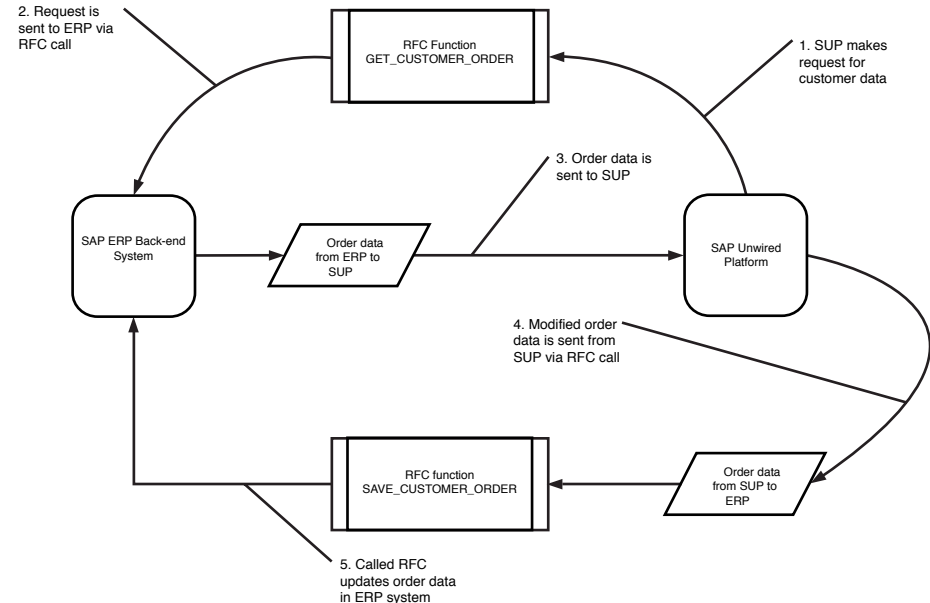 2. Request is
sent to ERP via
RFC call
RFC Function
GET_CUSTOMER_ORDER
1. SUP makes
request for
customer data
3. Order data is
sent to SUP
SAP ERP Back-end
System
Order data
from ERP to
SUP
SAP Unwired
Platform
4. Modified order
data is sent from
SUP via RFC call
RFC function
SAVE_CUSTOMER_ORDER
Order data
from SUP to
ERP
5. Called RFC
updates order data
in ERP system